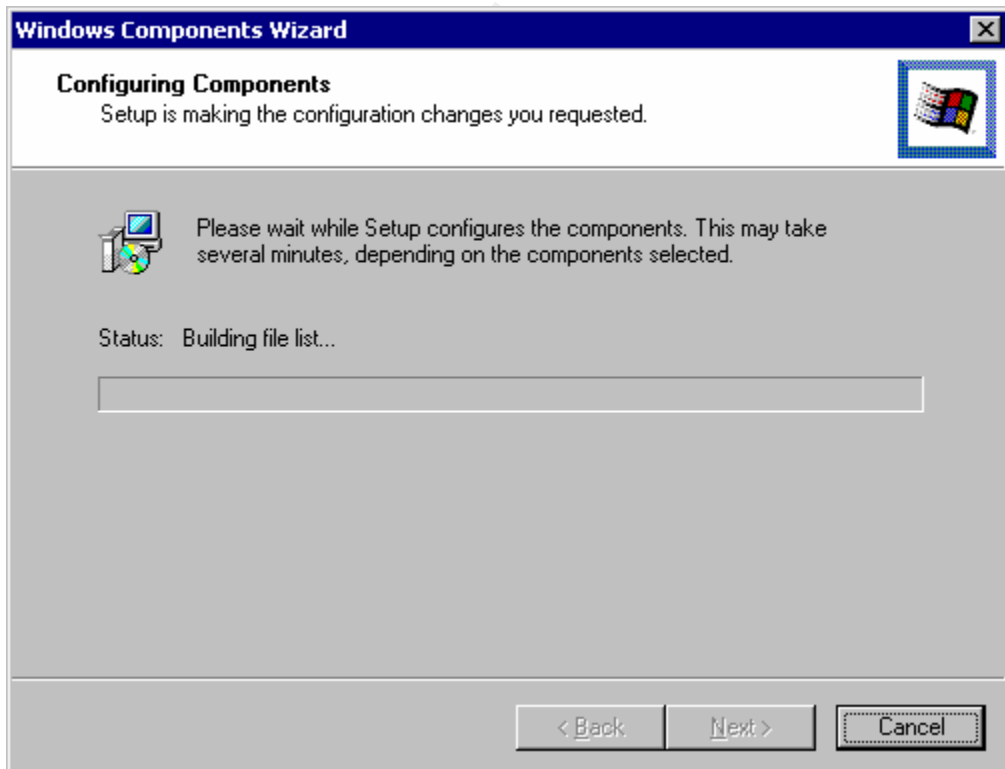 Windows Components Wizard
Configuring Components
Setup is making the configuration changes you requested.
Please wait while Setup configures the components. This may take
several minutes, depending on the components selected.
Status: Building file list...
< Back Next > Cancel